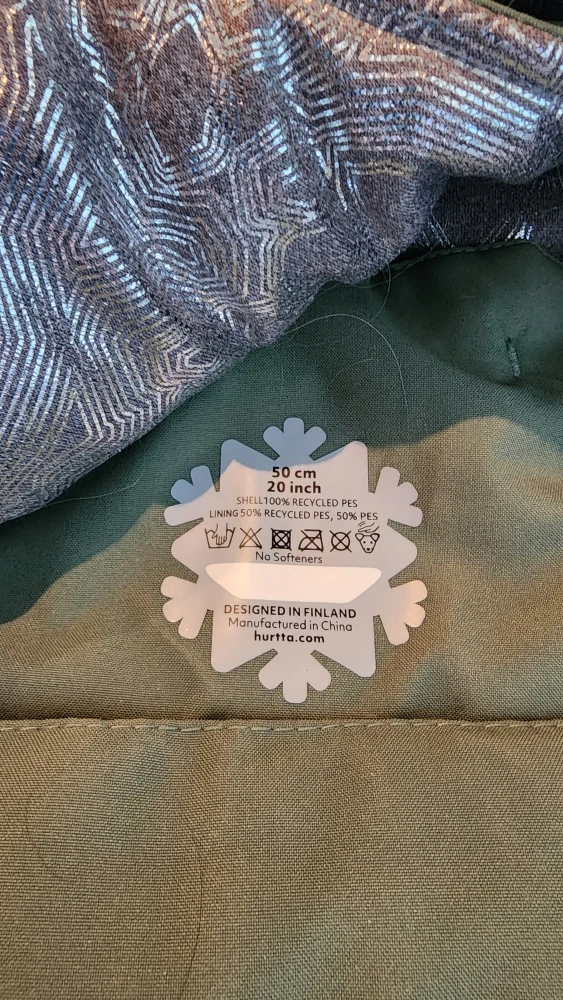 50 cm
20 inch
SHELL100% RECYCLED PES
LINING 50% RECYCLED PES, 50% PES
No Softeners
DESIGNED IN FINLAND
Manufactured in China
hurtta.com